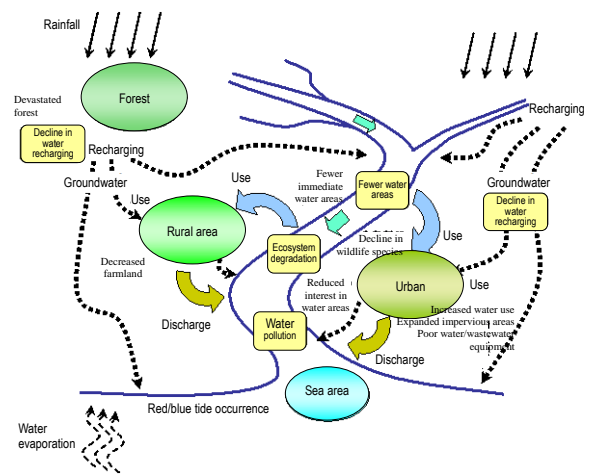 Rainfall
Forest
Devastated
forest
Decline in
water
recharging
Recharging
Groundwater
Use
Rural area
Decreased
farmland
Discharge
Use
Fewer
immediate
water areas
Fewer water
areas
Ecosystem
degradation
Decline in
wildlife species
Reduced
interest in
water areas
Water
pollution
Recharging
Groundwater
Decline in
water
recharging
Use
Use
Urban
Increased water use
Expanded impervious areas
Poor water/wastewater
equipment
Discharge
Sea area
Red/blue tide occurrence
Water
evaporation